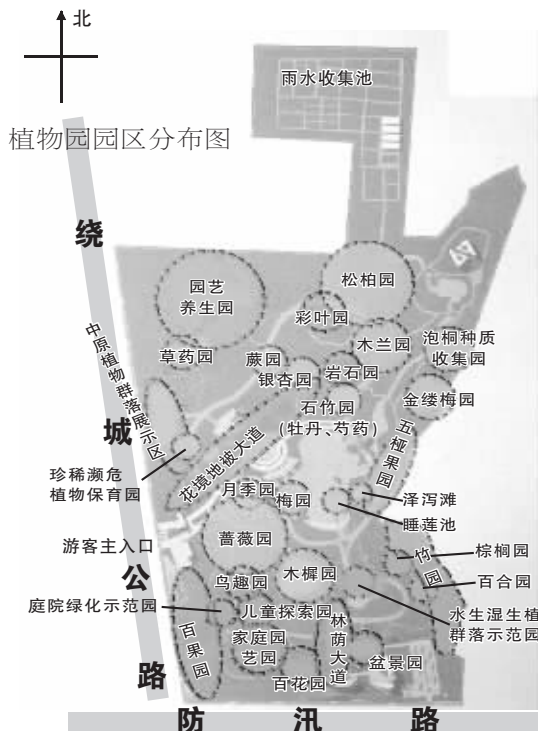 北
雨水收集池
植物园园区分布图
绕城公路
园艺
养生园
松柏园
彩叶园
中原植物群落展示区
草药园
蕨园
木兰园
泡桐种质
收集园
银杏园
岩石园
石竹园
(牡丹、芍药)
金缕梅园
五桠果园
花境地被大道
珍稀濒危
植物保育园
月季园
梅园
泽泻滩
睡莲池
游客主入口
蔷薇园
竹园
棕榈园
鸟趣园
木樨园
百合园
庭院绿化示范园
儿童探索园
水生湿生植
群落示范园
百果园
家庭园
艺园
林荫大道
盆景园
百花园
防汛路